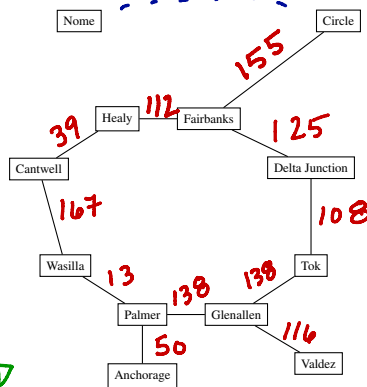 Nome
Circle
155
Healy
112
Fairbanks
39
125
Cantwell
Delta Junction
167
108
Wasilla
13
138
138
Tok
Palmer
Glenallen
50
116
Valdez
Anchorage